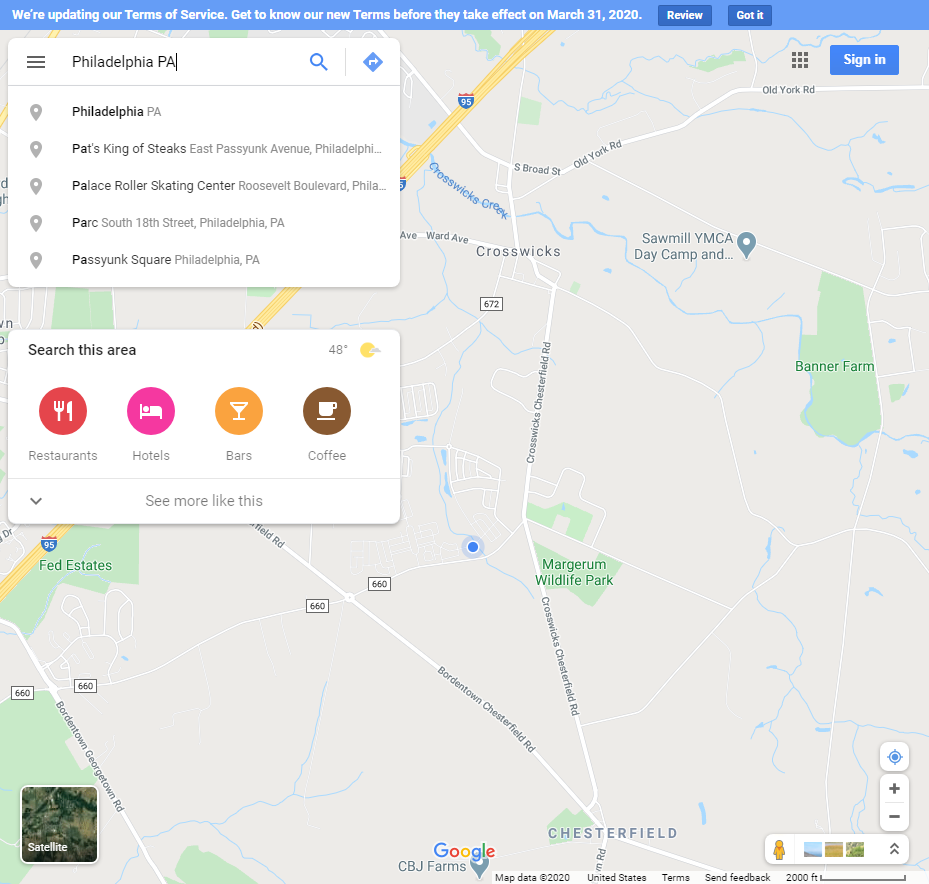 We're updating our Terms of Service. Get to know our new Terms before they take effect on March 31, 2020. Review Got it
Philadelphia PA
Sign in
Philadelphia PA
Pat's King of Steaks East Passyunk Avenue, Philadelphi...
Palace Roller Skating Center Roosevelt Boulevard, Phila...
Parc South 18th Street, Philadelphia, PA
Passyunk Square Philadelphia, PA
Search this area 48°
Restaurants Hotels Bars Coffee
See more like this
Old York Rd
95
S Broad St
Old York Rd
Crosswicks Creek
Ave Ward Ave
Crosswicks
Sawmill YMCA
Day Camp and...
672
Banner Farm
Crosswicks Chesterfield Rd
95
Fed Estates
Margerum
Wildlife Park
660
660
660
660
Crosswicks Chesterfield Rd
Bordentown Chesterfield Rd
Bordentown Georgetown Rd
Satellite
CHESTERFIELD
Google
CBJ Farms
Map data ©2020 United States Terms Send feedback 2000 ft